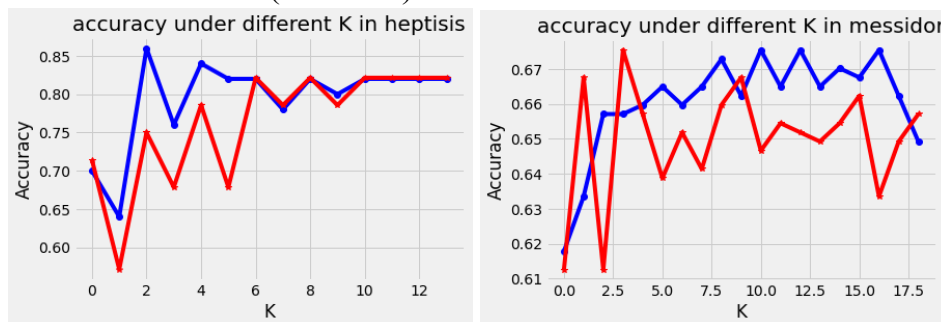 accuracy under different K in heptisis
Accuracy
0.85
0.80
0.75
0.70
0.65
0.60
0 2 4 6 8 10 12
K
accuracy under different K in messidor
Accuracy
0.67
0.66
0.65
0.64
0.63
0.62
0.61
0.0 2.5 5.0 7.5 10.0 12.5 15.0 17.5
K